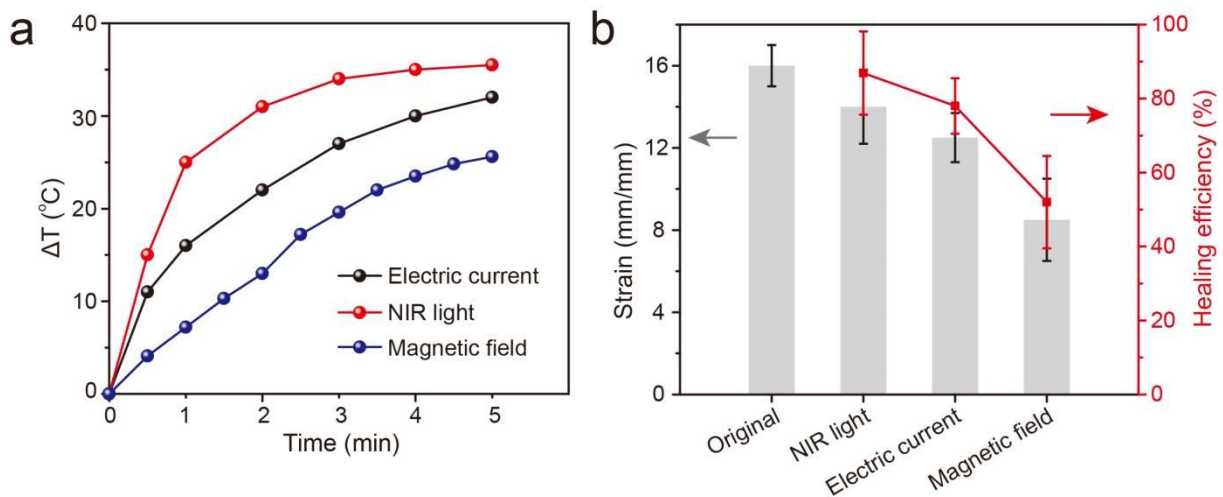 a
40
30
20
10
0
ΔT (°C)
Electric current
NIR light
Magnetic field
0 1 2 3 4 5
Time (min)
b
16
12
8
4
0
Strain (mm/mm)
100
80
60
40
20
0
Healing efficiency (%)
Original
NIR light
Electric current
Magnetic field